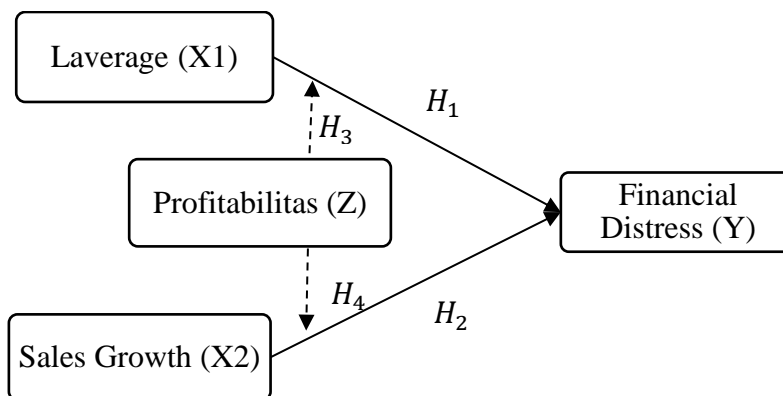 Laverage (X1)
H₁
H₃
Profitabilitas (Z)
Financial
Distress (Y)
H₄
H₂
Sales Growth (X2)